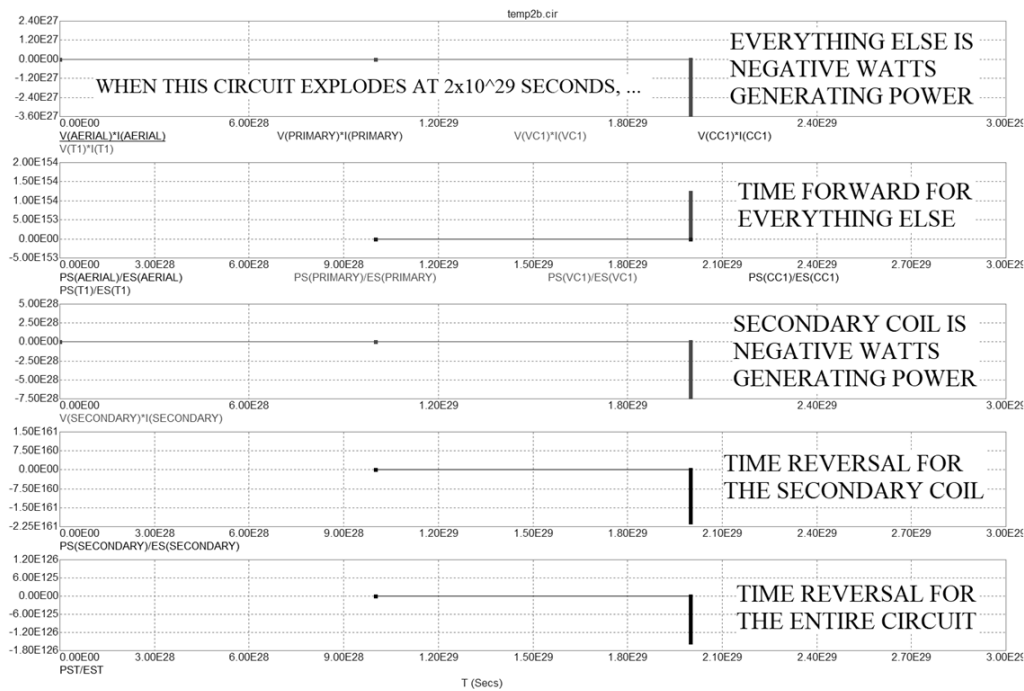 temp2b.cir
2.40E27
1.20E27
0.00E00
-1.20E27
-2.40E27
-3.60E27
WHEN THIS CIRCUIT EXPLODES AT 2x10^29 SECONDS, ...
EVERYTHING ELSE IS
NEGATIVE WATTS
GENERATING POWER
0.00E00 6.00E28 1.20E29 1.80E29 2.40E29 3.00E29
V(AERIAL)*I(AERIAL) V(PRIMARY)*I(PRIMARY) V(VC1)*I(VC1) V(CC1)*I(CC1)
V(T1)*I(T1)
2.00E154
1.50E154
1.00E154
5.00E153
0.00E00
-5.00E153
TIME FORWARD FOR
EVERYTHING ELSE
0.00E00 3.00E28 6.00E28 9.00E28 1.20E29 1.50E29 1.80E29 2.10E29 2.40E29 2.70E29 3.00E29
PS(AERIAL)/ES(AERIAL) PS(PRIMARY)/ES(PRIMARY) PS(VC1)/ES(VC1) PS(CC1)/ES(CC1)
PS(T1)/ES(T1)
5.00E28
2.50E28
0.00E00
-2.50E28
-5.00E28
-7.50E28
SECONDARY COIL IS
NEGATIVE WATTS
GENERATING POWER
0.00E00 6.00E28 1.20E29 1.80E29 2.40E29 3.00E29
V(SECONDARY)*I(SECONDARY)
1.50E161
7.50E160
0.00E00
-7.50E160
-1.50E161
-2.25E161
TIME REVERSAL FOR
THE SECONDARY COIL
0.00E00 3.00E28 6.00E28 9.00E28 1.20E29 1.50E29 1.80E29 2.10E29 2.40E29 2.70E29 3.00E29
PS(SECONDARY)/ES(SECONDARY)
1.20E126
6.00E125
0.00E00
-6.00E125
-1.20E126
-1.80E126
TIME REVERSAL FOR
THE ENTIRE CIRCUIT
0.00E00 3.00E28 6.00E28 9.00E28 1.20E29 1.50E29 1.80E29 2.10E29 2.40E29 2.70E29 3.00E29
PST/EST
T (Secs)